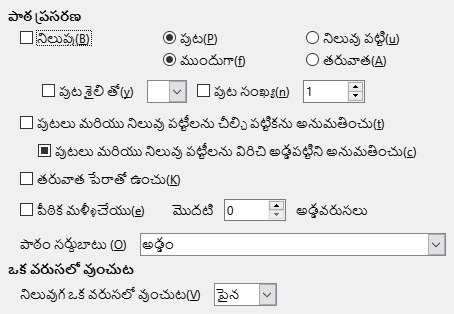 పాఠ ప్రసరణ
నిలుపు(B) పుట(P) నిలువు పట్టీ(u)
ముందుగా(f) తరువాత(A)
పుట శైలి తో(y) పుట సంఖ్య(n) 1
పుటలు మరియు నిలువు పట్టీలను చీల్చి పట్టికను అనుమతించు(t)
పుటలు మరియు నిలువు పట్టీలను విరిచి అడ్డపట్టీని అనుమతించు(c)
తరువాత పేరాతో ఉంచు(K)
పీఠిక మళ్ళీచేయు(e) మొదటి 0 అడ్డవరుసలు
పాఠం సర్దుబాటు (O) అడ్డం
ఒక వరుసలో వుంచుట
నిలువుగ ఒక వరుసలో వుంచుట(V) పైన